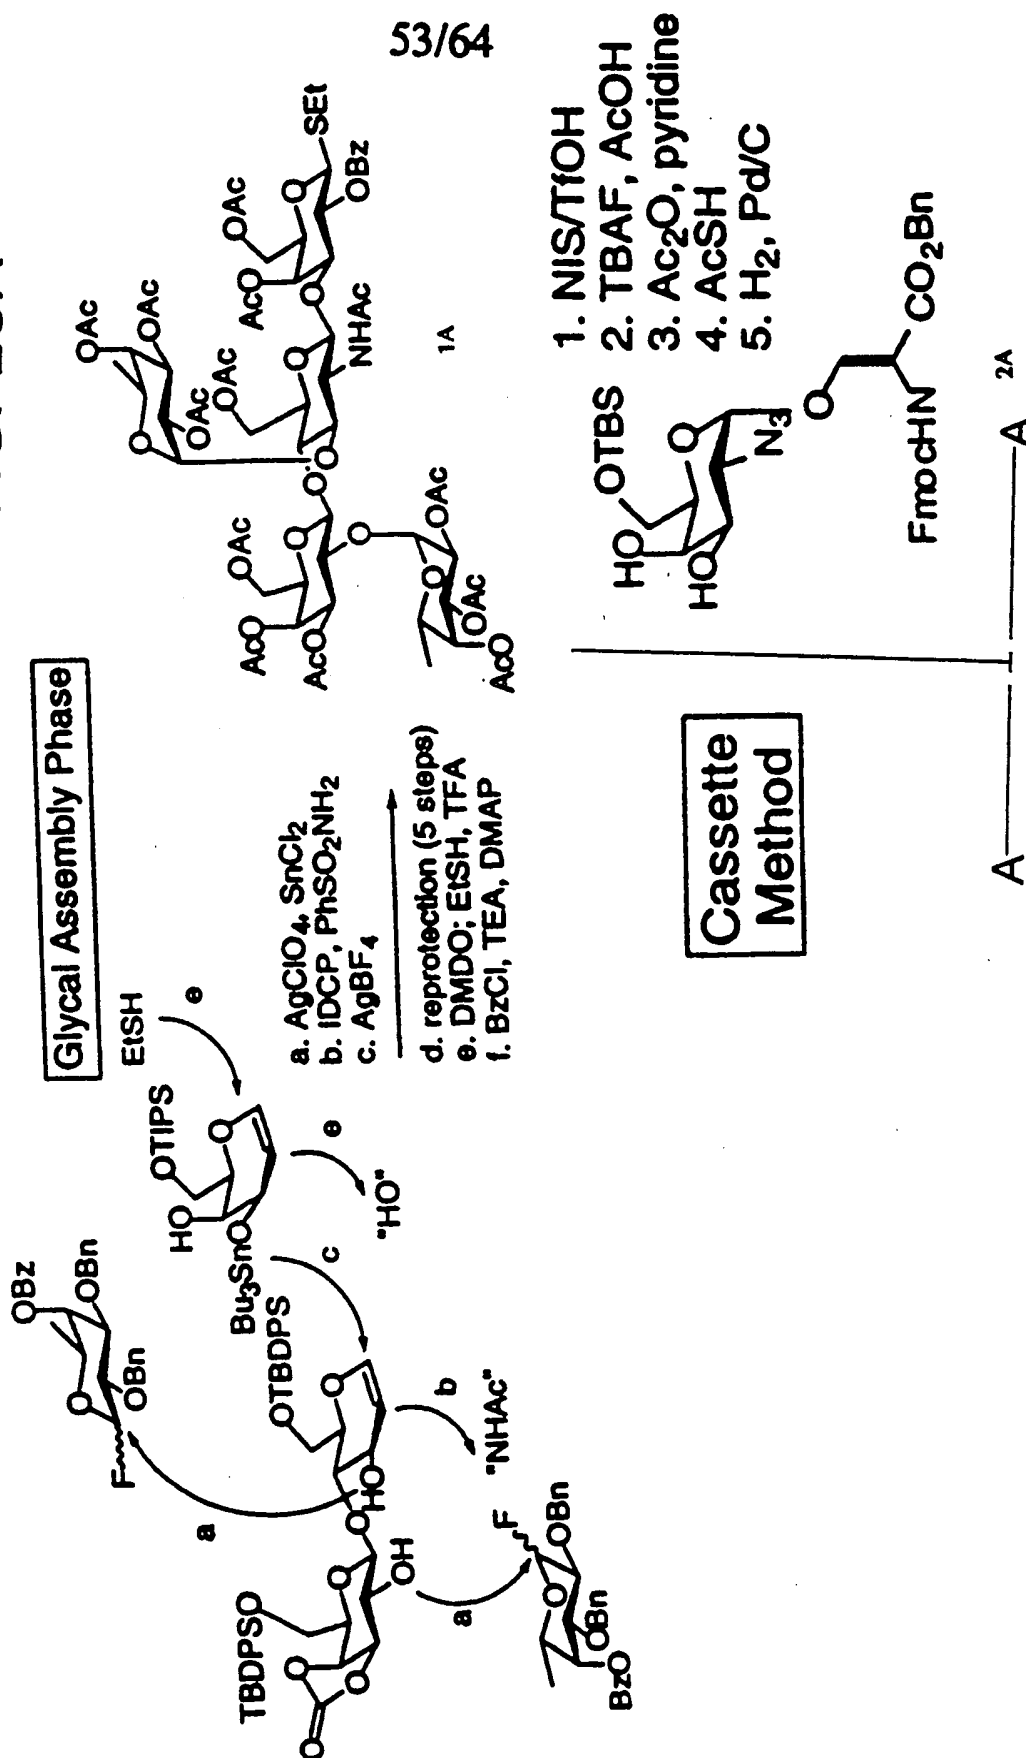 53/64
Glycal Assembly Phase
EtSH
e
OTIPS
HO
O
Bu3SnO
e
"HO"
c
OBz
OBn
O
OBn
F
a
OTBDPS
O
HO
O
b
"NHAc"
TBDPSO
O
O
O
O
OH
a
F
O
OBn
OBn
BzO
a. AgClO4, SnCl2
b. IDCP, PhSO2NH2
c. AgBF4
d. reprotection (5 steps)
e. DMDO; EtSH, TFA
f. BzCl, TEA, DMAP
OAc
OAc
O
OAc
AcO
OAc
O
SEt
OBz
O
OAc
O
NHAc
O
O
AcO
OAc
O
AcO
O
O
OAc
OAc
AcO
1A
Cassette
Method
HO
OTBS
O
HO
N3
O
FmocHN
CO2Bn
2A
1. NIS/TfOH
2. TBAF, AcOH
3. Ac2O, pyridine
4. AcSH
5. H2, Pd/C
A
A